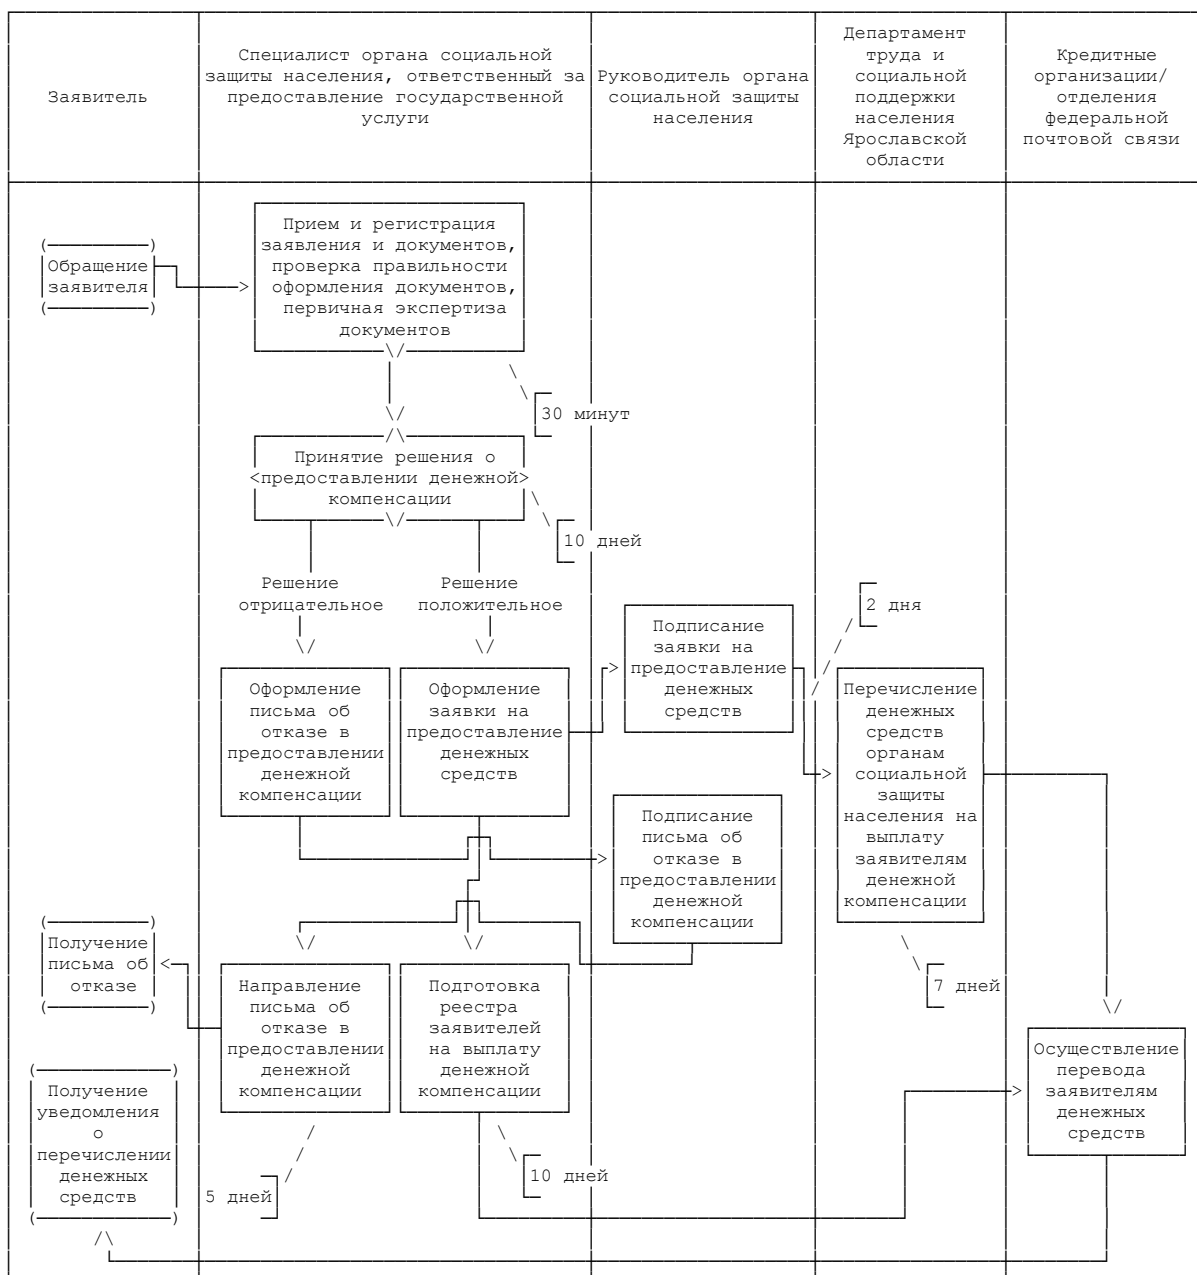 Заявитель
Специалист органа социальной
защиты населения, ответственный за
предоставление государственной
услуги
Руководитель органа
социальной защиты
населения
Департамент
труда и
социальной
поддержки
населения
Ярославской
области
Кредитные
организации/
отделения
федеральной
почтовой связи
Обращение
заявителя
Прием и регистрация
заявления и документов,
проверка правильности
оформления документов,
первичная экспертиза
документов
30 минут
Принятие решения о
предоставлении денежной
компенсации
10 дней
Решение
отрицательное
Решение
положительное
2 дня
Подписание
заявки на
предоставление
денежных
средств
Оформление
письма об
отказе в
предоставлении
денежной
компенсации
Оформление
заявки на
предоставление
денежных
средств
Перечисление
денежных
средств
органам
социальной
защиты
населения на
выплату
заявителям
денежной
компенсации
Подписание
письма об
отказе в
предоставлении
денежной
компенсации
Получение
письма об
отказе
7 дней
Направление
письма об
отказе в
предоставлении
денежной
компенсации
Подготовка
реестра
заявителей
на выплату
денежной
компенсации
Осуществление
перевода
заявителям
денежных
средств
Получение
уведомления
о
перечислении
денежных
средств
5 дней
10 дней